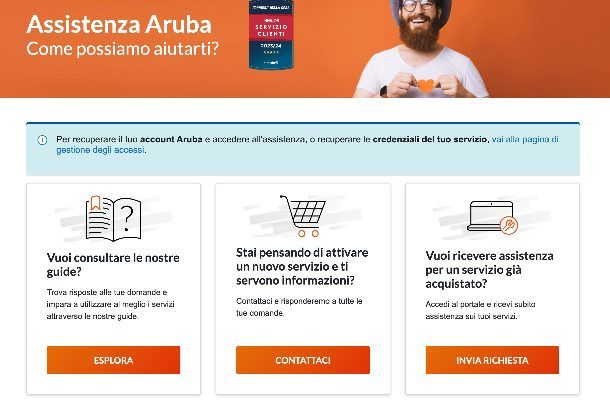 Assistenza Aruba
Come possiamo aiutarti?
SERVIZIO
CLIENTI
2023/24
Per recuperare il tuo account Aruba e accedere all'assistenza, o recuperare le credenziali del tuo servizio, vai alla pagina di
gestione degli accessi.
Vuoi consultare le nostre
guide?
Trova risposte alle tue domande e
impara a utilizzare al meglio i servizi
attraverso le nostre guide.
ESPLORA
Stai pensando di attivare
un nuovo servizio e ti
servono informazioni?
Contattaci e risponderemo a tutte le
tue domande.
CONTATTACI
Vuoi ricevere assistenza
per un servizio già
acquistato?
Accedi al portale e ricevi subito
assistenza sui tuoi servizi.
INVIA RICHIESTA